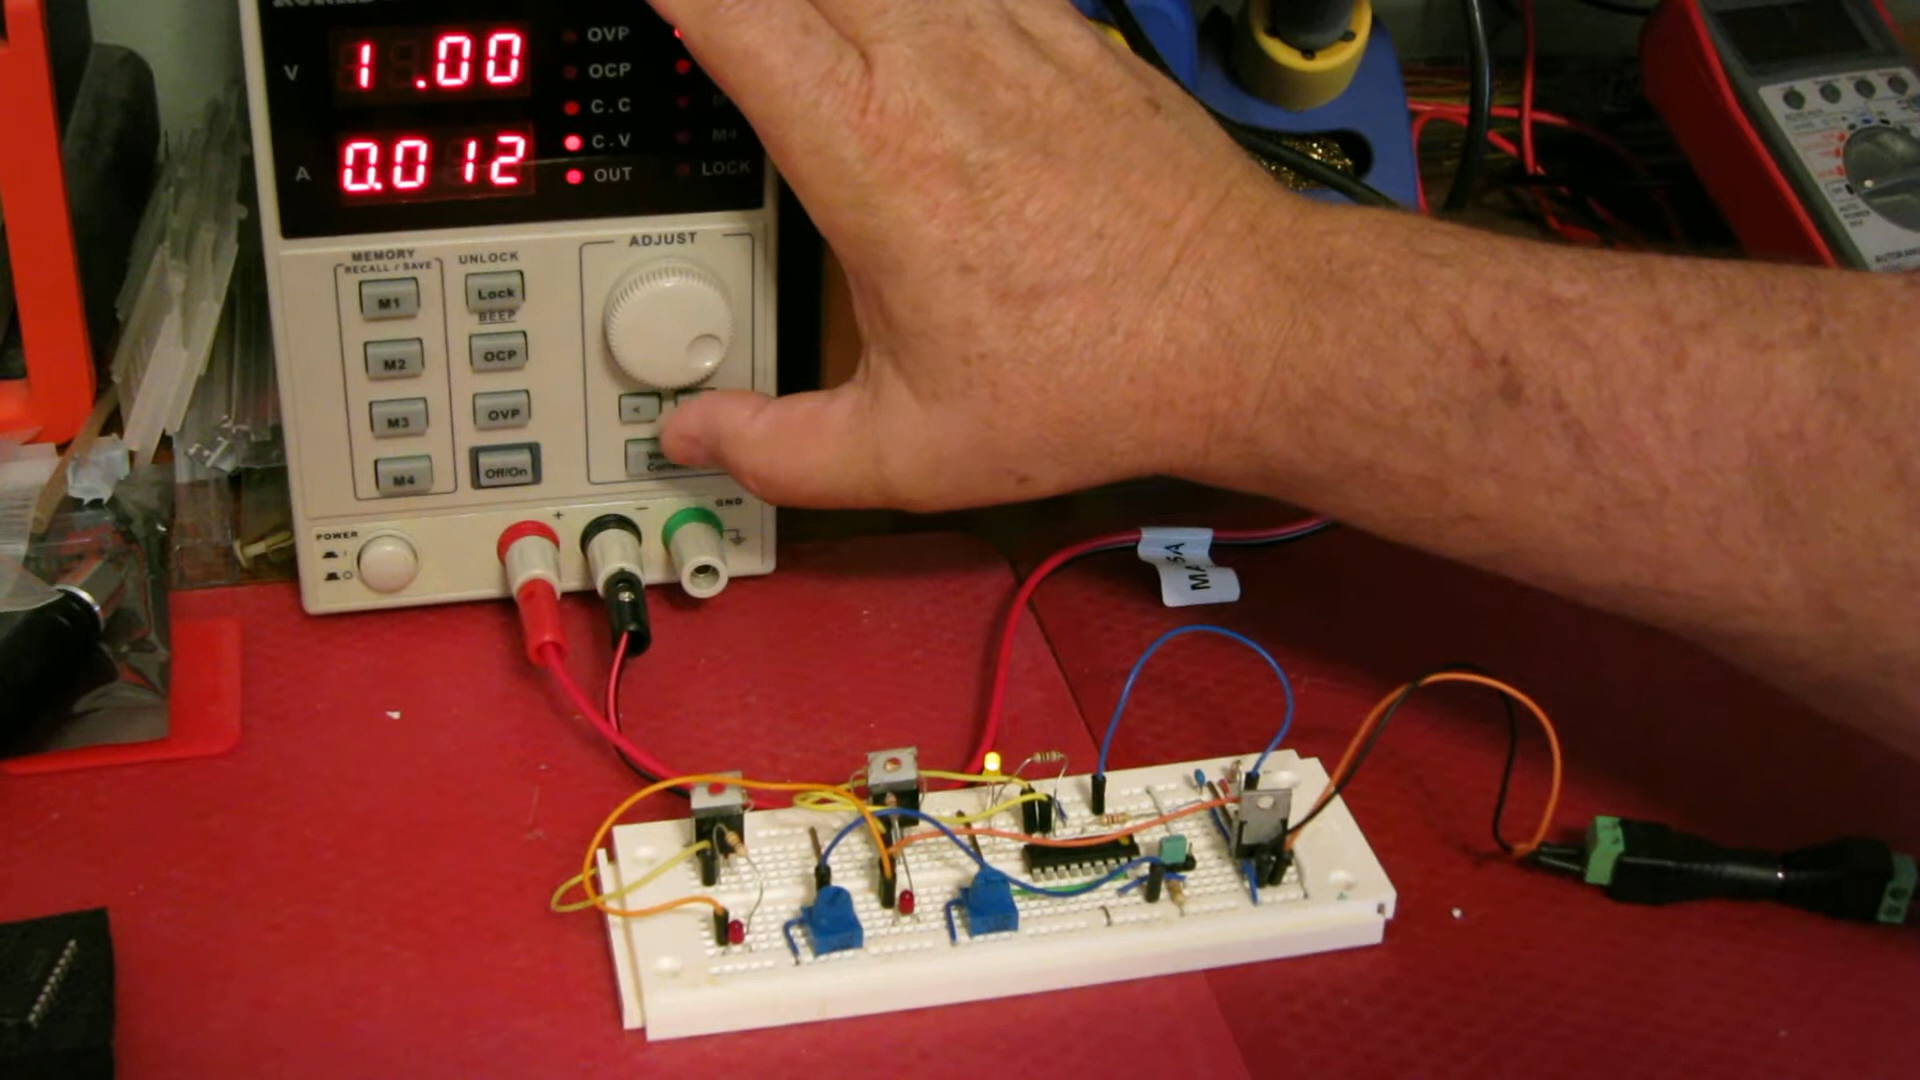 V 1.00
OVP
OCP
C.C
A 0.012
C.V
M4
OUT
LOCK
MEMORY
RECALL / SAVE
UNLOCK
ADJUST
M1
Lock
BEEP
M2
OCP
M3
OVP
<
M4
Off/On
POWER
+
−
GND
I
O